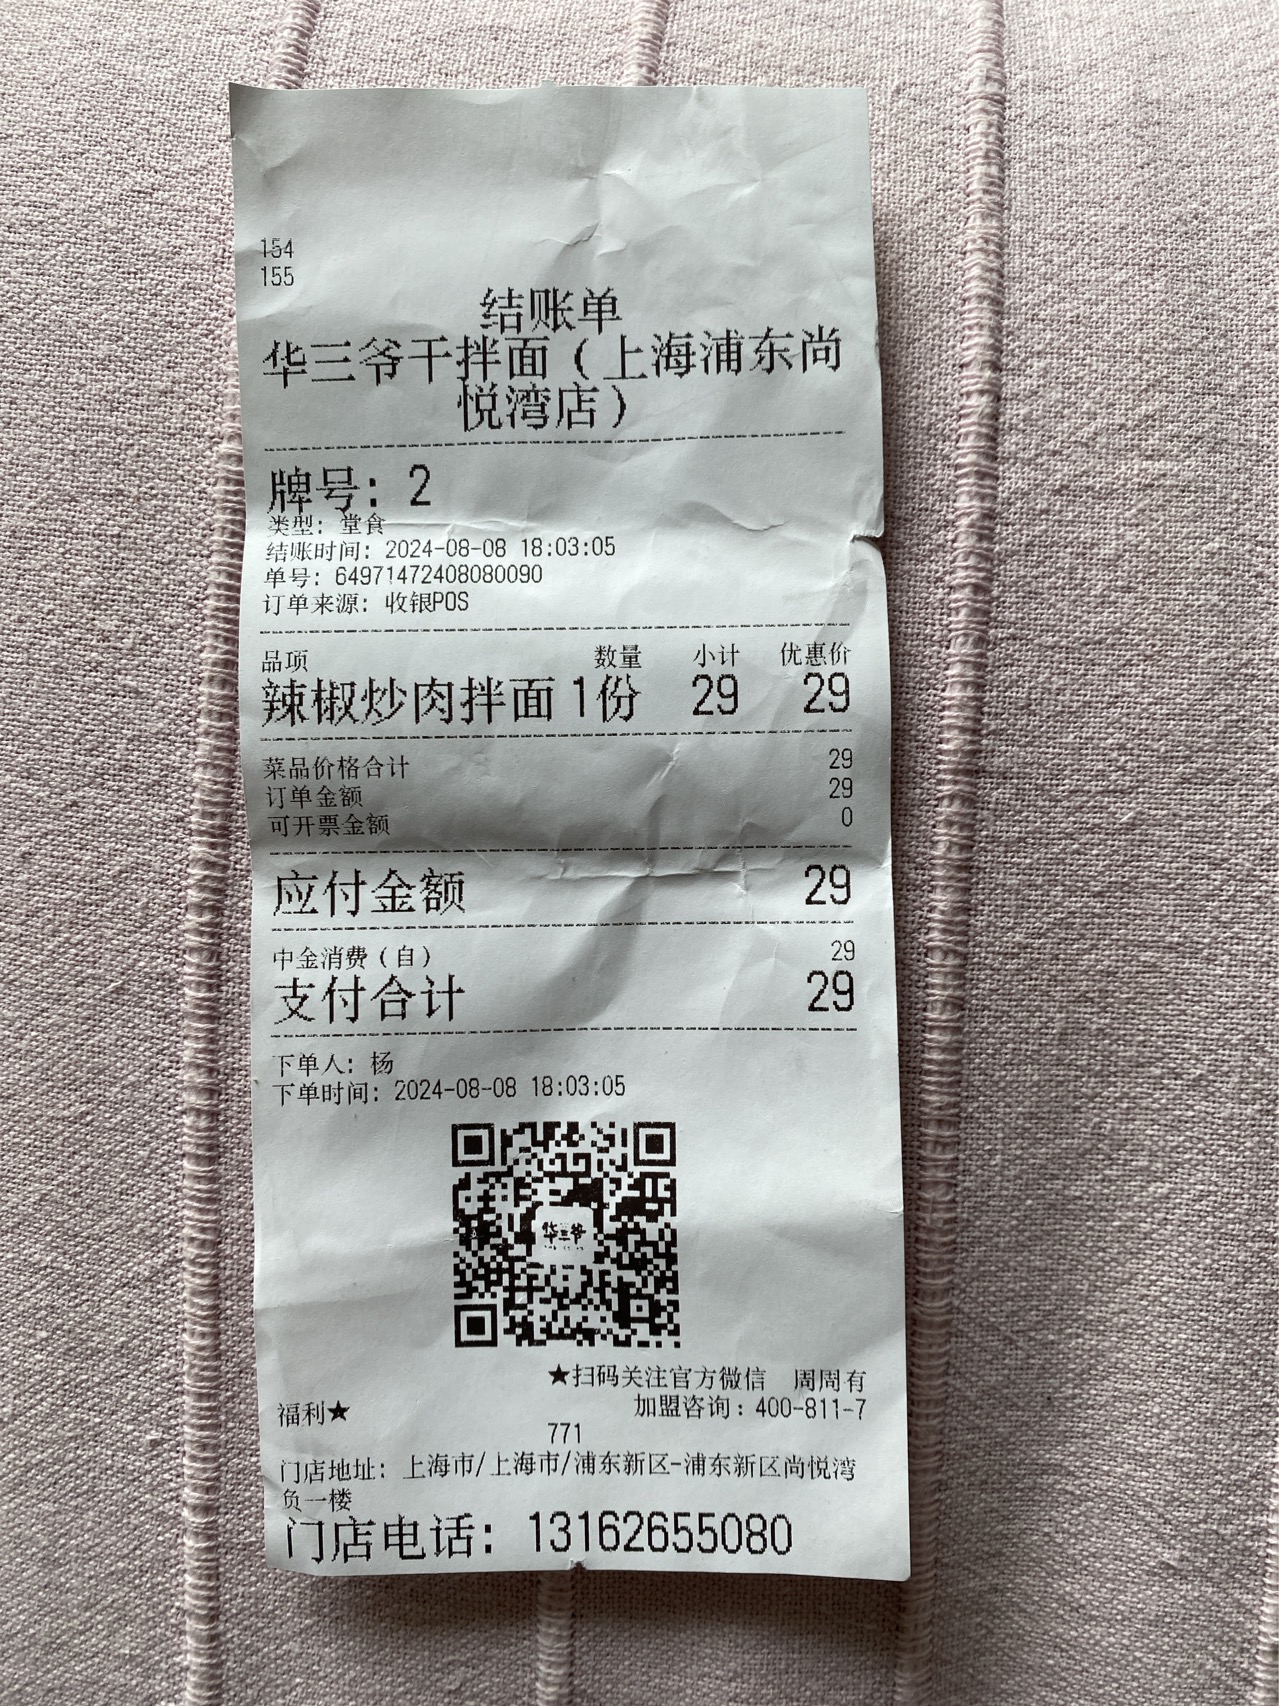 154
155
结账单
华三爷干拌面（上海浦东尚
悦湾店）
牌号：2
类型：堂食
结账时间：2024-08-08 18:03:05
单号：64971472408080090
订单来源：收银POS
品项 数量 小计 优惠价
辣椒炒肉拌面 1份 29 29
菜品价格合计 29
订单金额 29
可开票金额 0
应付金额 29
中金消费（自） 29
支付合计 29
下单人：杨
下单时间：2024-08-08 18:03:05
华三爷
★扫码关注官方微信 周周有
福利★ 加盟咨询：400-811-7
771
门店地址：上海市/上海市/浦东新区-浦东新区尚悦湾
负一楼
门店电话：13162655080